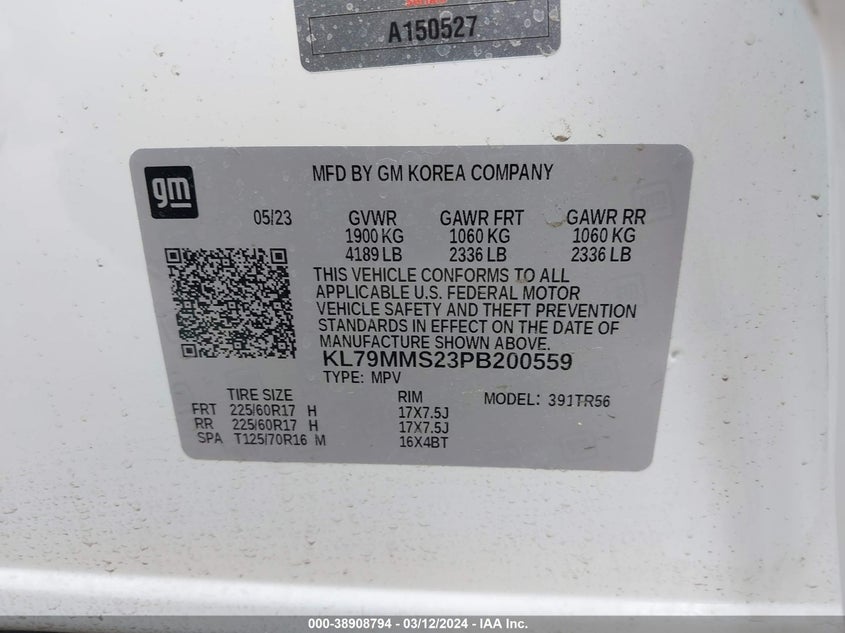 A150527
gm
MFD BY GM KOREA COMPANY
05/23 GVWR GAWR FRT GAWR RR
1900 KG 1060 KG 1060 KG
4189 LB 2336 LB 2336 LB
THIS VEHICLE CONFORMS TO ALL
APPLICABLE U.S. FEDERAL MOTOR
VEHICLE SAFETY AND THEFT PREVENTION
STANDARDS IN EFFECT ON THE DATE OF
MANUFACTURE SHOWN ABOVE.
KL79MMS23PB200559
TYPE: MPV
TIRE SIZE RIM MODEL: 391TR56
FRT 225/60R17 H 17X7.5J
RR 225/60R17 H 17X7.5J
SPA T125/70R16 M 16X4BT
000-38908794 - 03/12/2024 - IAA Inc.